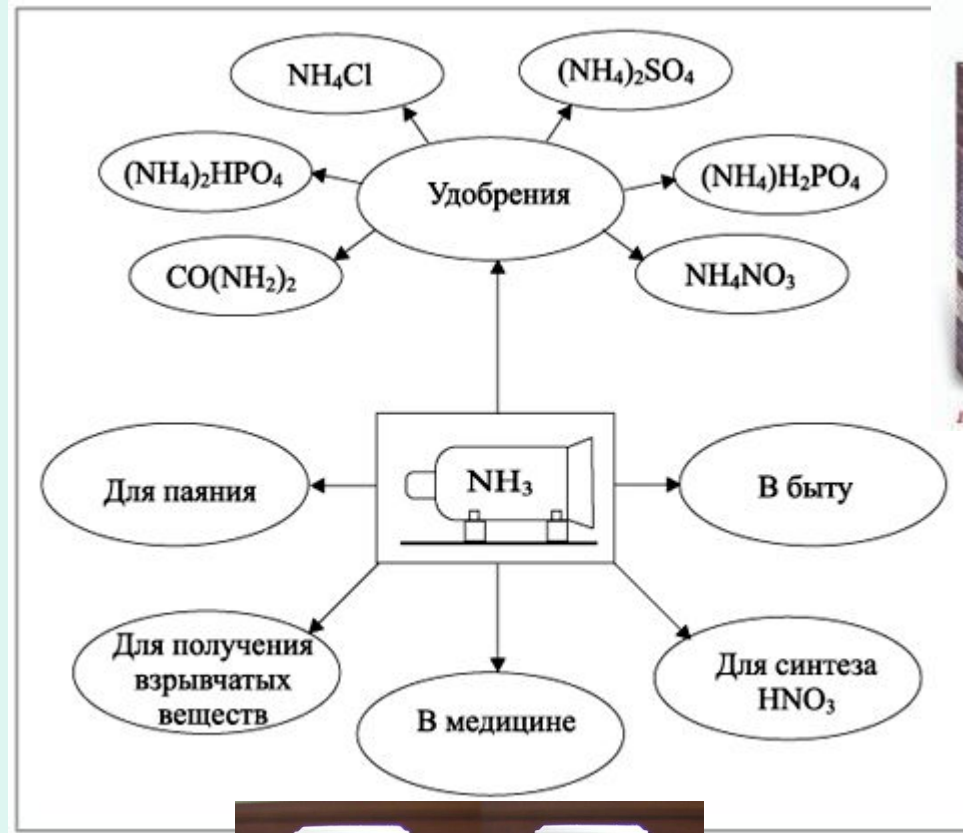 NH₄Cl
(NH₄)₂SO₄
(NH₄)₂HPO₄
Удобрения
(NH₄)H₂PO₄
CO(NH₂)₂
NH₄NO₃
Для паяния
NH₃
В быту
Для получения
взрывчатых
веществ
В медицине
Для синтеза
HNO₃